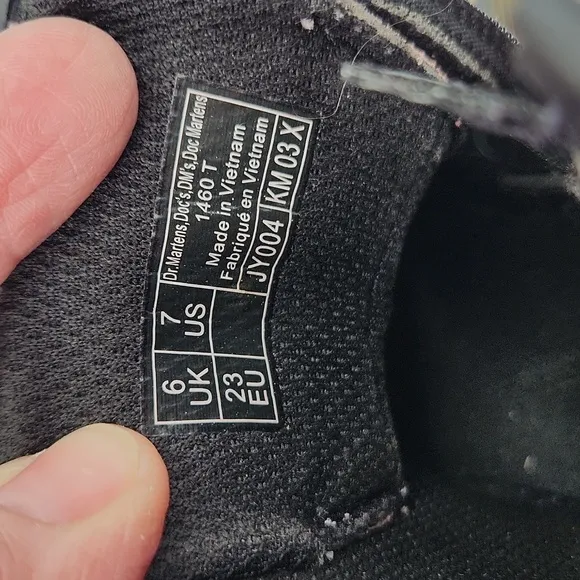 Dr.Martens,Doc's,DM's,Doc Martens
1460 T
Made in Vietnam
Fabriqué en Vietnam
JY004 KM 03 X
7
US
6
UK
23
EU